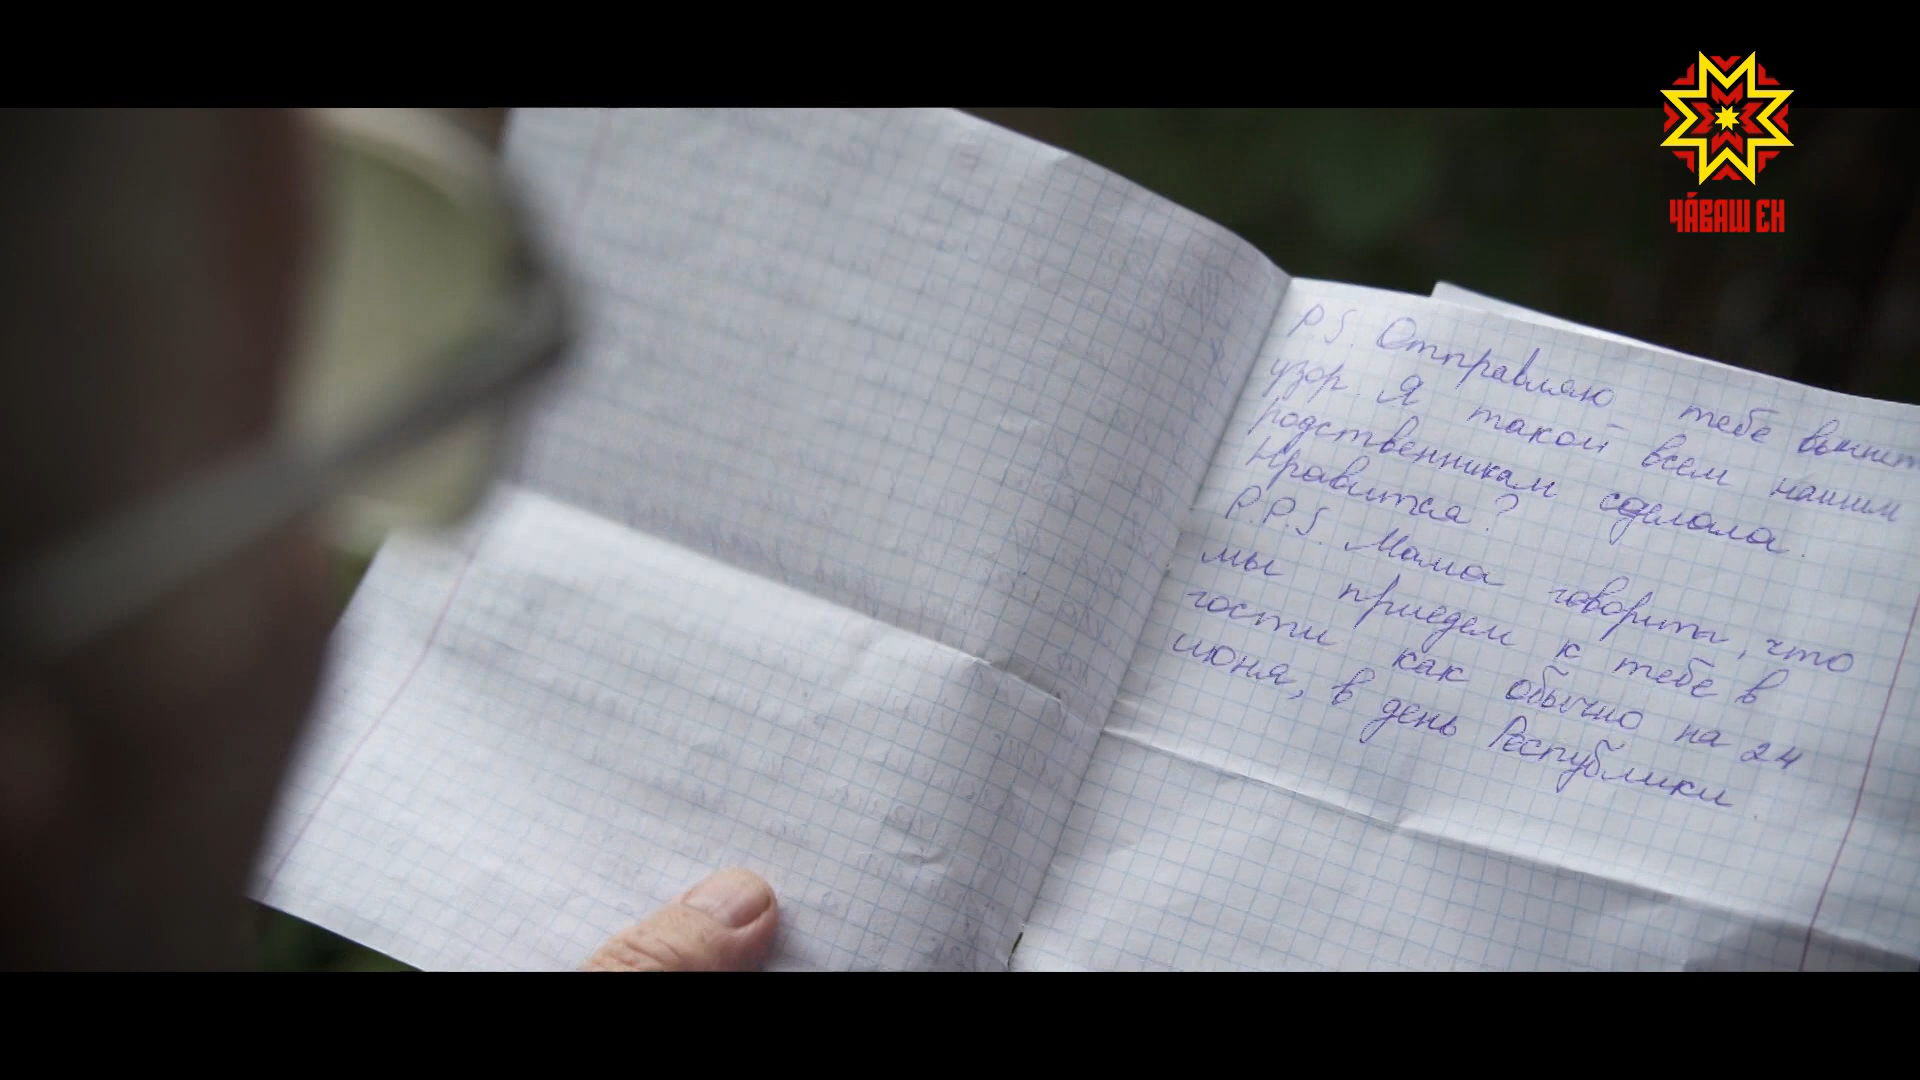 ЧӐВАШ ЕН
P.S. Отправляю тебе вышит
узор. Я такой всем нашим
родственникам сделала.
Нравится?
P.P.S. Мама говорит, что
мы приедем к тебе в
гости как обычно на 24
июня, в день Республики